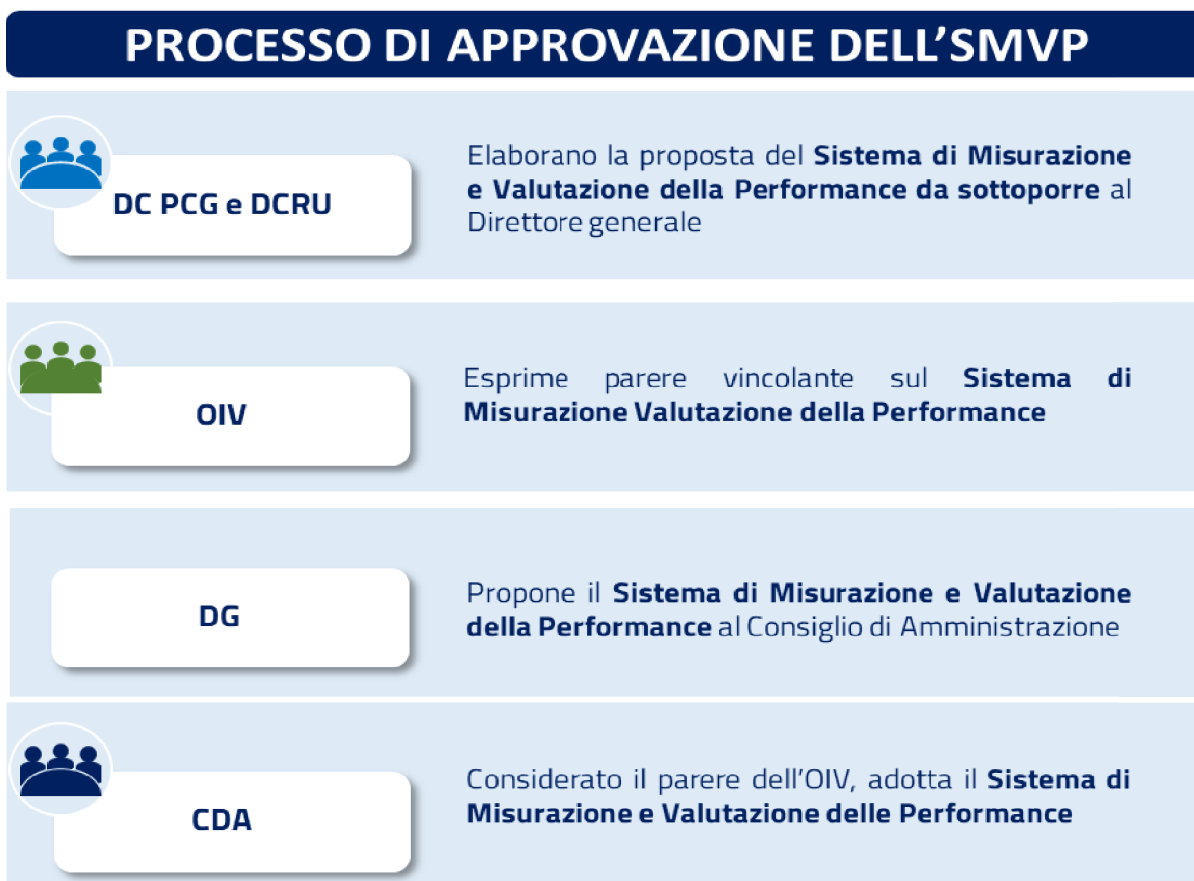 PROCESSO DI APPROVAZIONE DELL'SMVP
DC PCG e DCRU
Elaborano la proposta del Sistema di Misurazione
e Valutazione della Performance da sottoporre al
Direttore generale
OIV
Esprime parere vincolante sul Sistema di
Misurazione Valutazione della Performance
DG
Propone il Sistema di Misurazione e Valutazione
della Performance al Consiglio di Amministrazione
CDA
Considerato il parere dell'OIV, adotta il Sistema di
Misurazione e Valutazione delle Performance